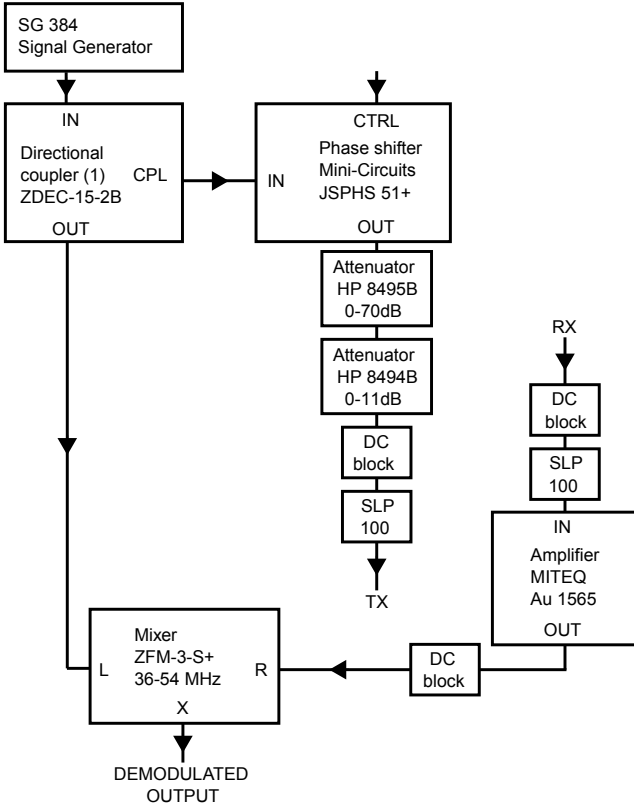 SG 384
Signal Generator
IN
Directional
coupler (1)
ZDEC-15-2B
CPL
OUT
CTRL
Phase shifter
Mini-Circuits
JSPHS 51+
IN
OUT
Attenuator
HP 8495B
0-70dB
Attenuator
HP 8494B
0-11dB
DC
block
SLP
100
TX
RX
DC
block
SLP
100
IN
Amplifier
MITEQ
Au 1565
OUT
DC
block
Mixer
ZFM-3-S+
36-54 MHz
L
R
X
DEMODULATED
OUTPUT